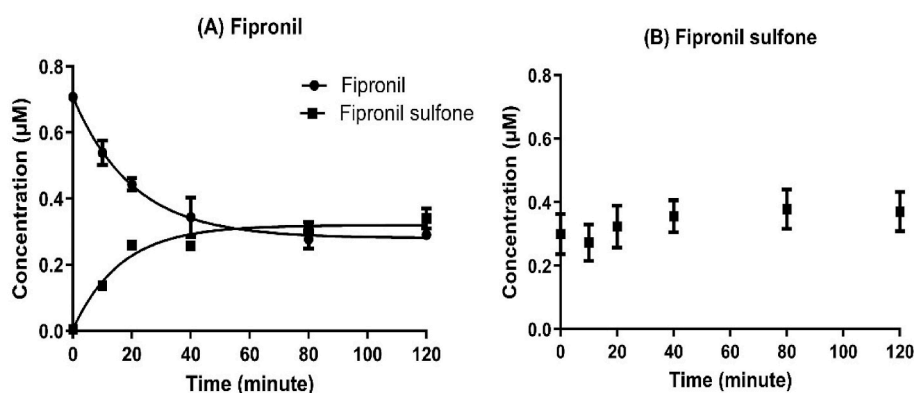 (A) Fipronil
0.8
0.6
0.4
0.2
0.0
Concentration (µM)
Fipronil
Fipronil sulfone
0 20 40 60 80 100 120
Time (minute)
(B) Fipronil sulfone
0.8
0.6
0.4
0.2
0.0
Concentration (µM)
0 20 40 60 80 100 120
Time (minute)